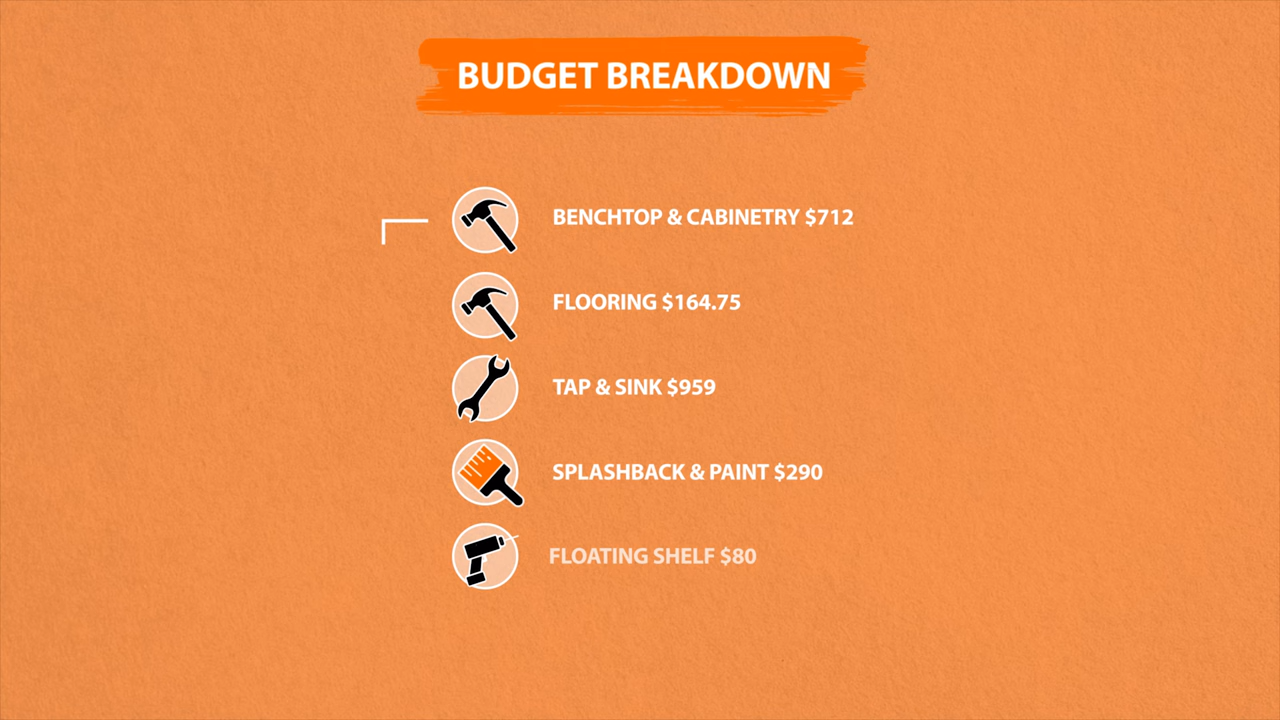 BUDGET BREAKDOWN
BENCHTOP & CABINETRY $712
FLOORING $164.75
TAP & SINK $959
SPLASHBACK & PAINT $290
FLOATING SHELF $80